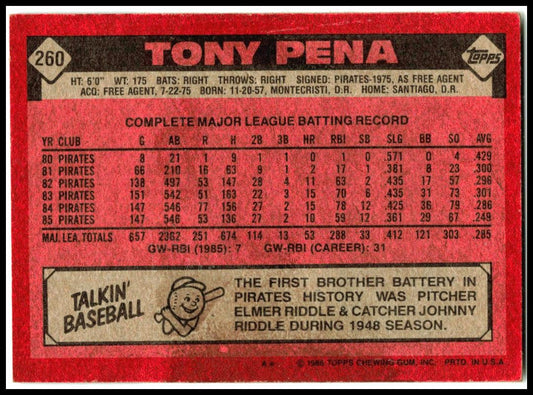 260
TONY PENA
topps
HT: 6'0" WT: 175 BATS: RIGHT THROWS: RIGHT SIGNED: PIRATES-1975, AS FREE AGENT
ACQ: FREE AGENT, 7-22-75 BORN: 11-20-57, MONTECRISTI, D.R. HOME: SANTIAGO, D.R.
COMPLETE MAJOR LEAGUE BATTING RECORD
YR CLUB G AB R H 2B 3B HR RBI SB SLG BB SO AVG
80 PIRATES 8 21 1 9 1 1 0 1 0 .571 0 4 .429
81 PIRATES 66 210 16 63 9 1 2 17 1 .381 8 23 .300
82 PIRATES 138 497 53 147 28 4 11 63 2 .435 17 57 .296
83 PIRATES 151 542 51 163 22 3 15 70 6 .435 31 73 .301
84 PIRATES 147 546 77 156 27 2 15 78 12 .425 36 79 .286
85 PIRATES 147 546 53 136 27 2 10 59 12 .361 29 67 .249
MAJ. LEA. TOTALS 657 2362 251 674 114 13 53 288 33 .412 121 303 .285
GW-RBI (1985): 7 GW-RBI (CAREER): 31
TALKIN'
BASEBALL
THE FIRST BROTHER BATTERY IN
PIRATES HISTORY WAS PITCHER
ELMER RIDDLE & CATCHER JOHNNY
RIDDLE DURING 1948 SEASON.
© 1986 TOPPS CHEWING GUM, INC. PRTD. IN U.S.A.